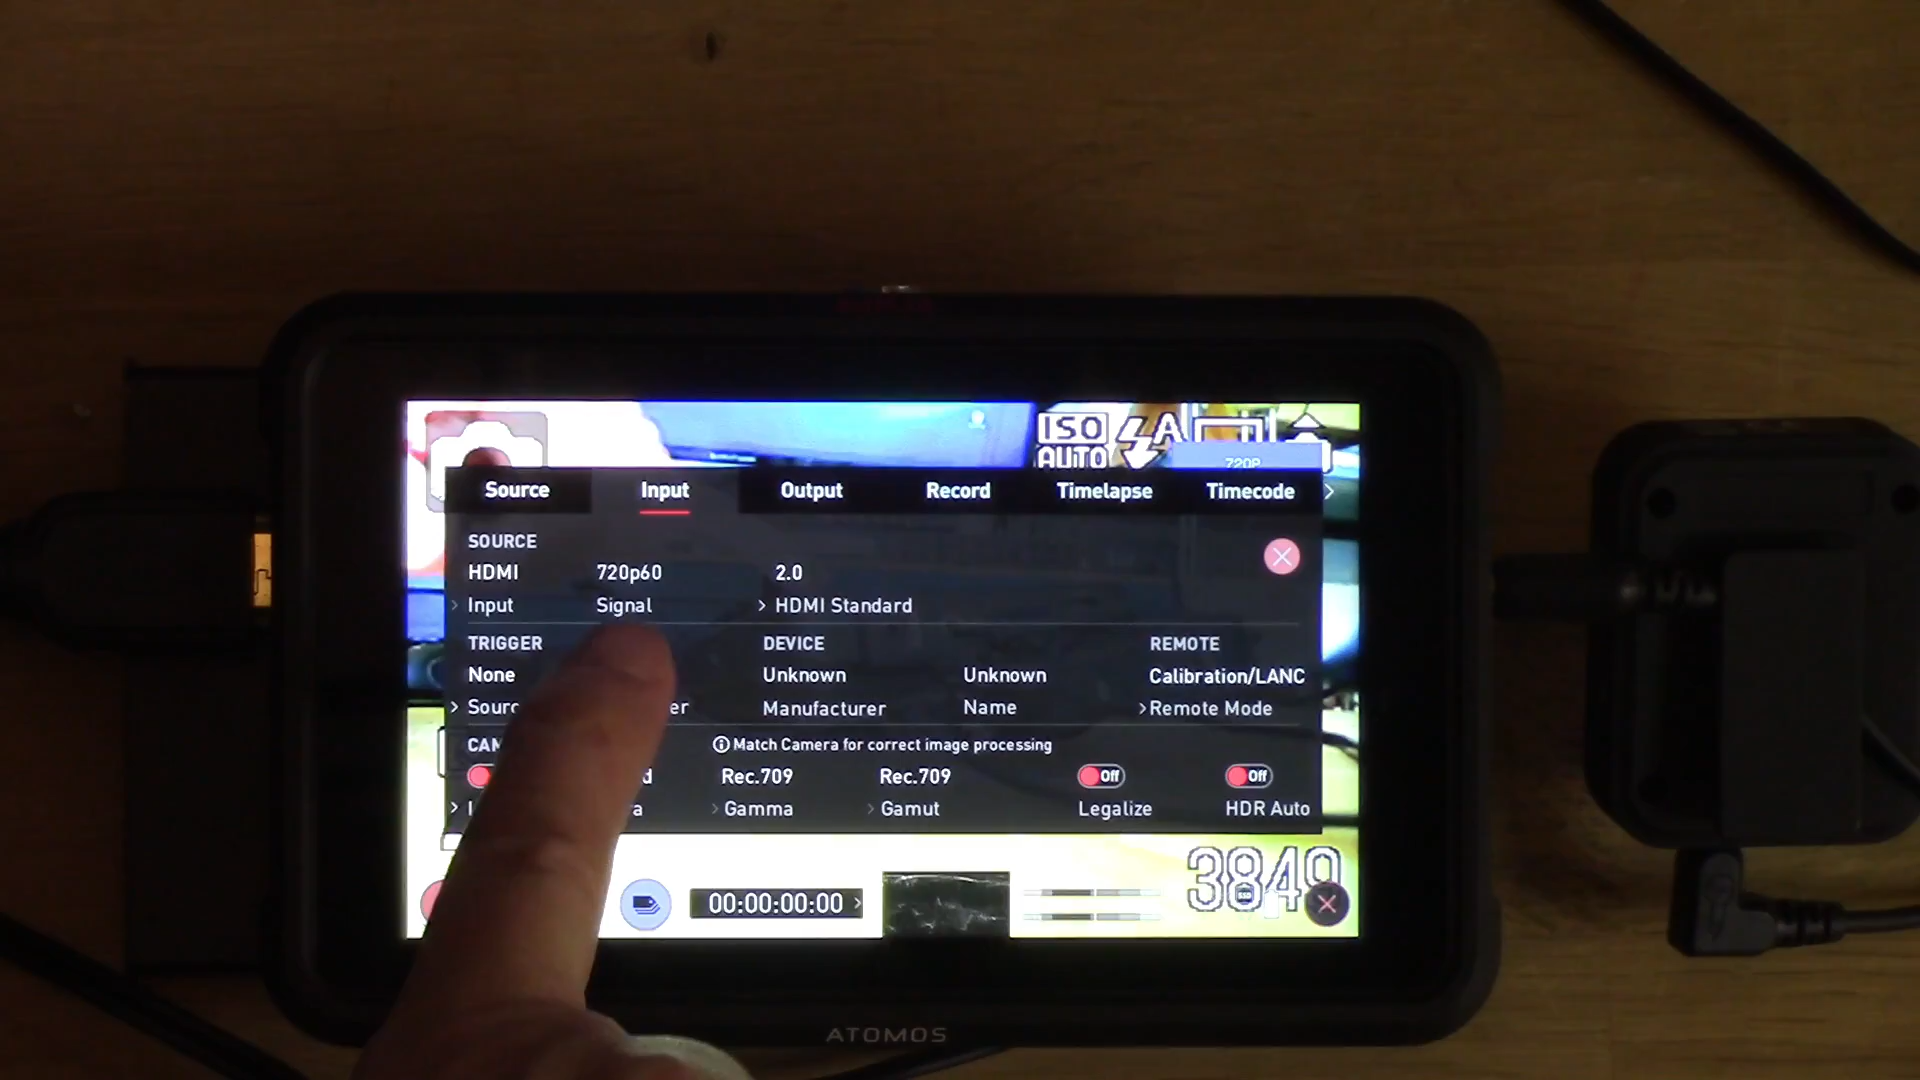 ISO A
AUTO 720P
Source Input Output Record Timelapse Timecode
SOURCE
HDMI 720p60 2.0
Input Signal HDMI Standard
TRIGGER DEVICE REMOTE
None Unknown Unknown Calibration/LANC
Manufacturer Name Remote Mode
Match Camera for correct image processing
Rec.709 Rec.709 Off Off
Gamma Gamut Legalize HDR Auto
3849
00:00:00:00
ATOMOS